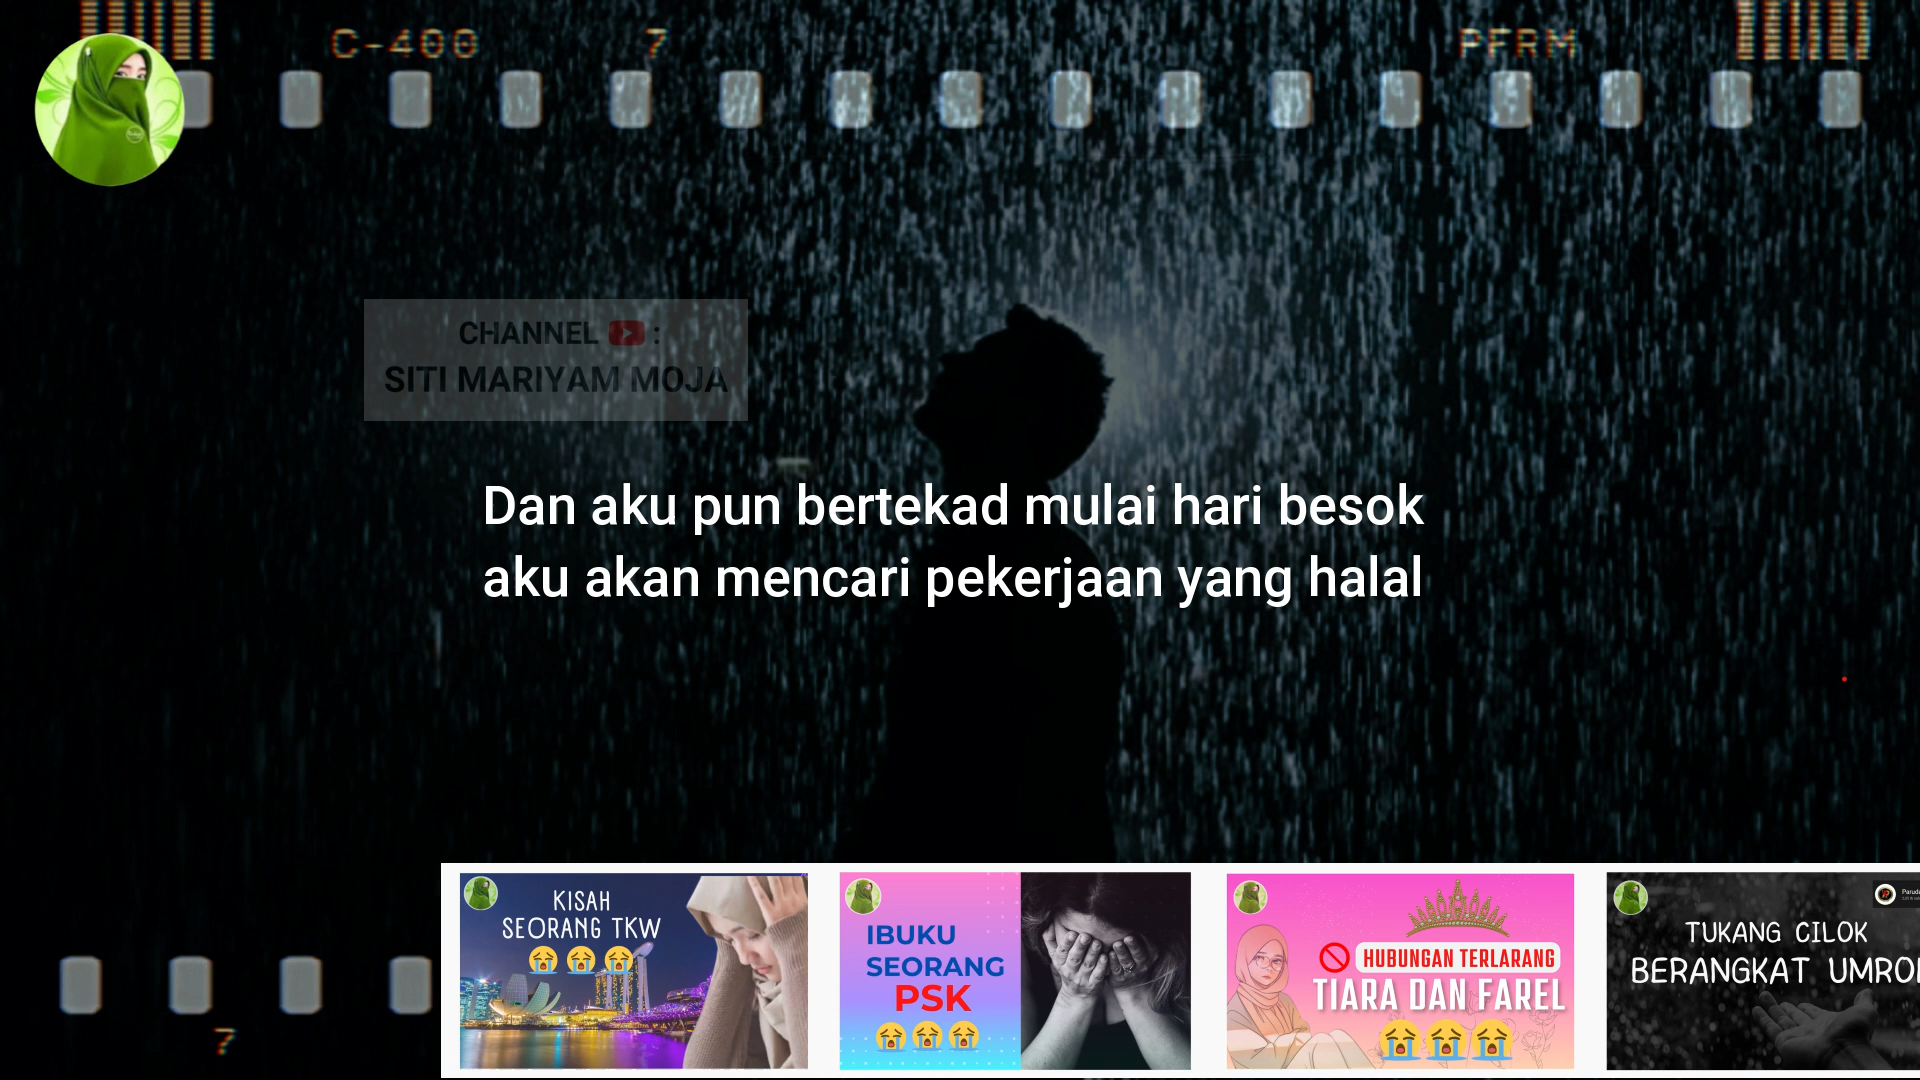 C-400
7
PFRM
CHANNEL :
SITI MARIYAM MOJA
Dan aku pun bertekad mulai hari besok
aku akan mencari pekerjaan yang halal
KISAH
SEORANG TKW
IBUKU
SEORANG
PSK
HUBUNGAN TERLARANG
TIARA DAN FAREL
TUKANG CILOK
BERANGKAT UMRO
7